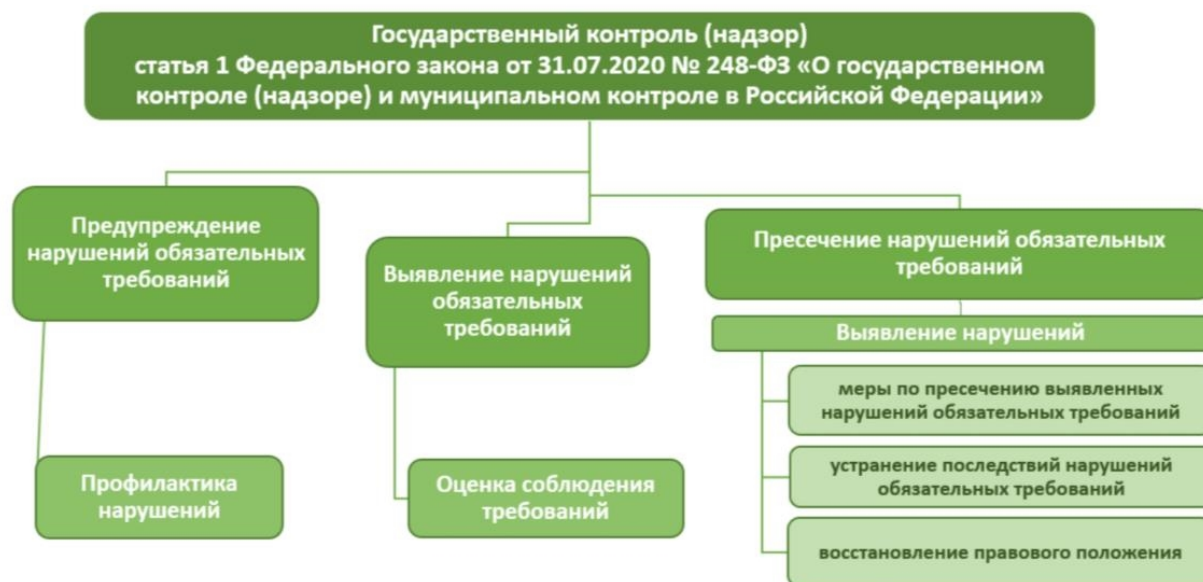 Государственный контроль (надзор)
статья 1 Федерального закона от 31.07.2020 № 248-ФЗ «О государственном
контроле (надзоре) и муниципальном контроле в Российской Федерации»
Предупреждение
нарушений обязательных
требований
Профилактика
нарушений
Выявление нарушений
обязательных
требований
Оценка соблюдения
требований
Пресечение нарушений обязательных
требований
Выявление нарушений
меры по пресечению выявленных
нарушений обязательных требований
устранение последствий нарушений
обязательных требований
восстановление правового положения